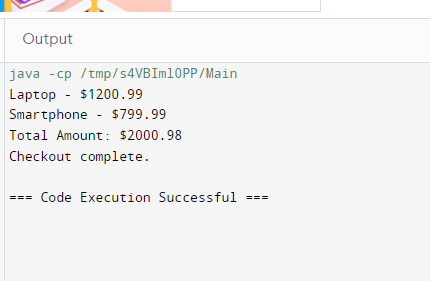 Output
java -cp /tmp/s4VBImlOPP/Main
Laptop - $1200.99
Smartphone - $799.99
Total Amount: $2000.98
Checkout complete.
=== Code Execution Successful ===